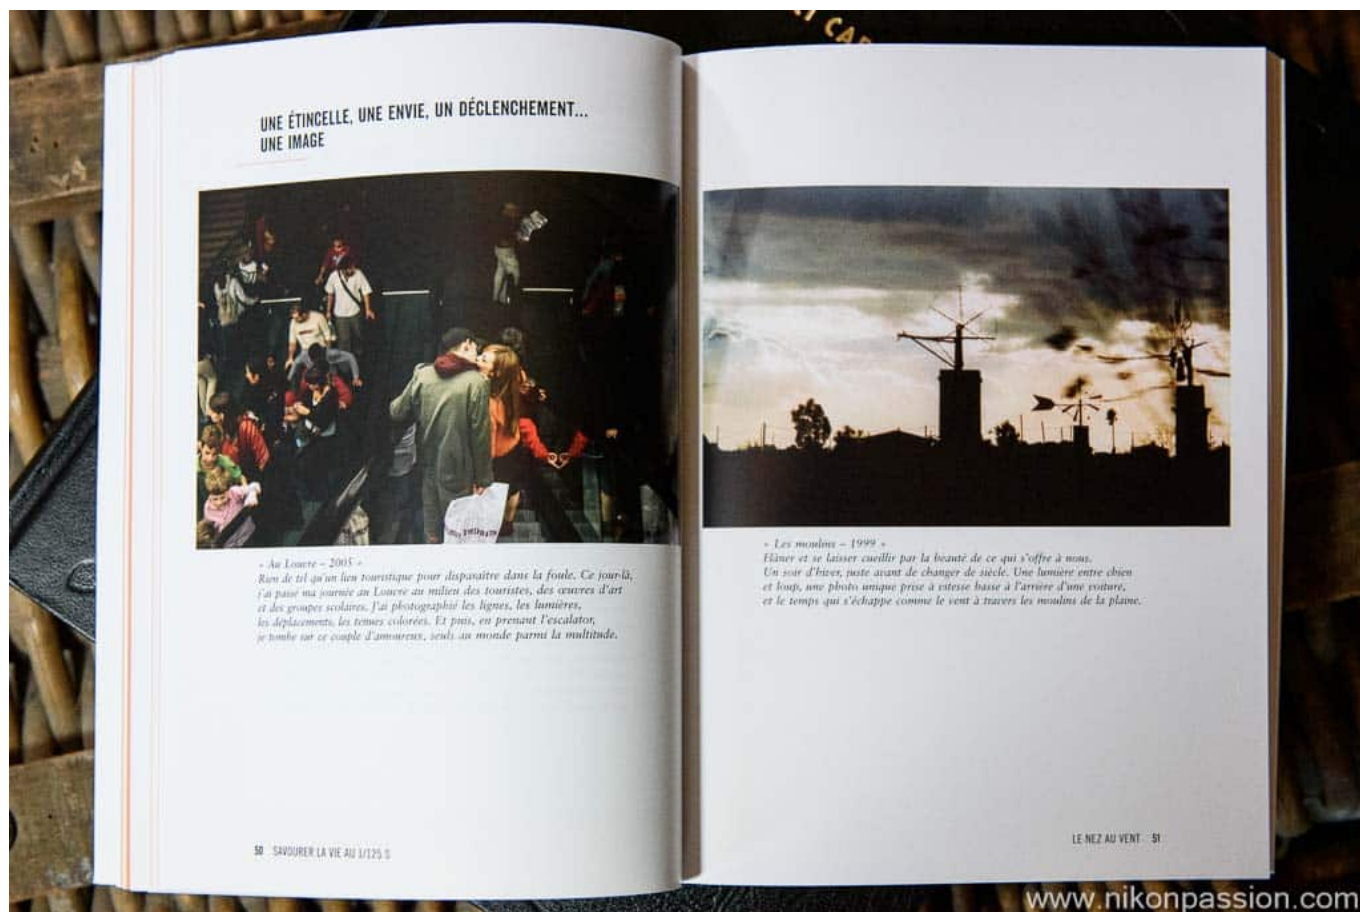 UNE ÉTINCELLE, UNE ENVIE, UN DÉCLENCHEMENT...
UNE IMAGE
« Au Louvre – 2005 »
Rien de tel qu'un lieu touristique pour disparaître dans la foule. Ce jour-là,
j'ai passé ma journée au Louvre au milieu des touristes, des œuvres d'art
et des groupes scolaires. J'ai photographié les lignes, les lumières,
les déplacements, les tenues colorées. Et puis, en prenant l'escalator,
je tombe sur ce couple d'amoureux, seuls au monde parmi la multitude.
50 SAVOURER LA VIE AU 1/125 S
« Les moulins – 1999 »
Flâner et se laisser cueillir par la beauté de ce qui s'offre à nous.
Un soir d'hiver, juste avant de changer de siècle. Une lumière entre chien
et loup, une photo unique prise à vitesse basse à l'arrière d'une voiture,
et le temps qui s'échappe comme le vent à travers les moulins de la plaine.
LE NEZ AU VENT 51
www.nikonpassion.com